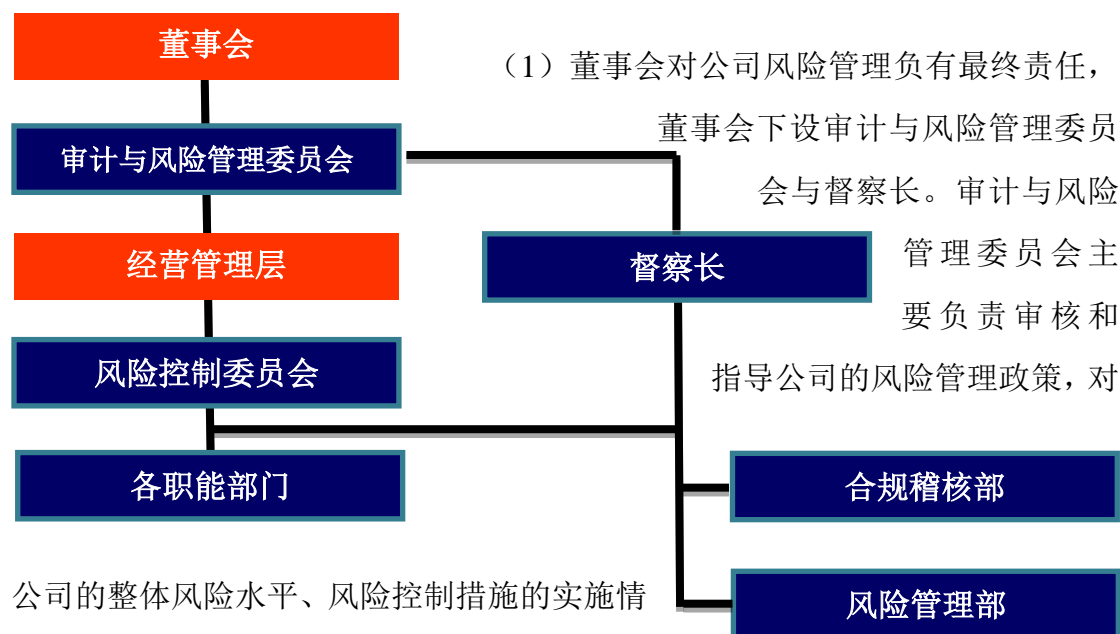 董事会
（1）董事会对公司风险管理负有最终责任，
董事会下设审计与风险管理委员
审计与风险管理委员会
会与督察长。审计与风险
经营管理层
督察长
管理委员会主
要负责审核和
风险控制委员会
指导公司的风险管理政策，对
各职能部门
合规稽核部
公司的整体风险水平、风险控制措施的实施情
风险管理部